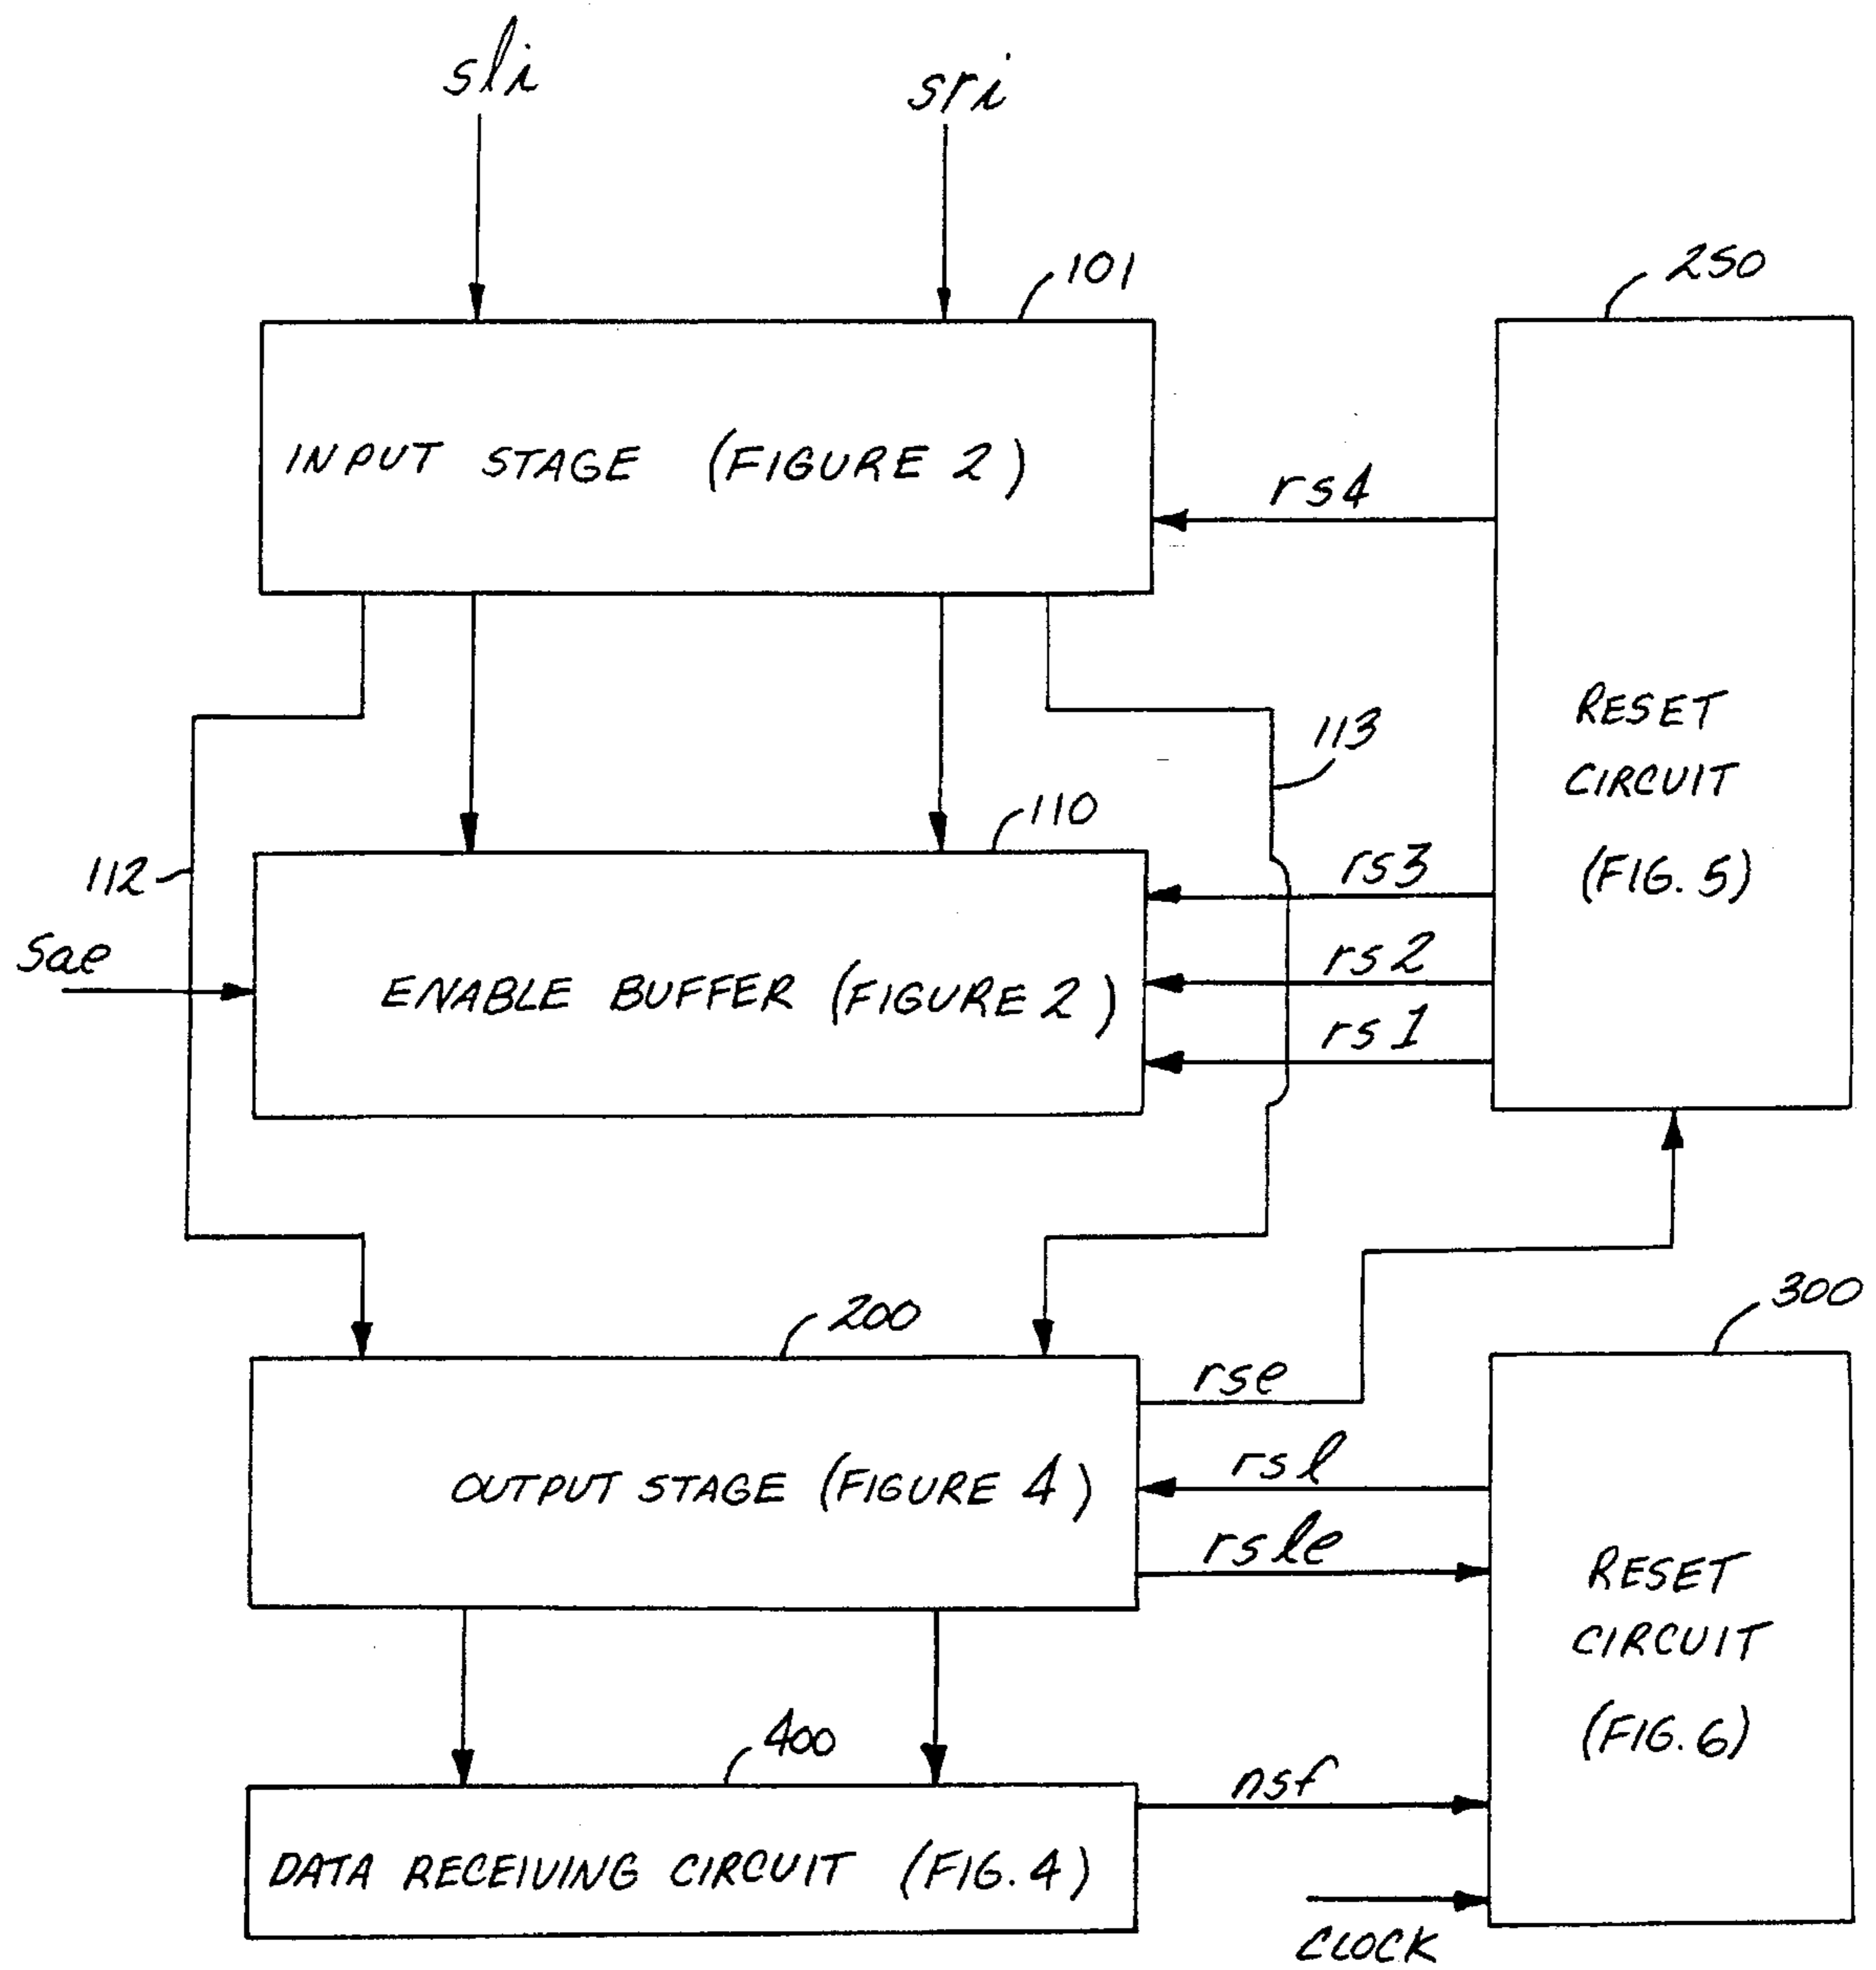 sli
sri
101
250
INPUT STAGE (FIGURE 2)
rs4
RESET
CIRCUIT
(FIG. 5)
113
110
112
rs3
sae
ENABLE BUFFER (FIGURE 2)
rs2
rs1
200
300
rse
OUTPUT STAGE (FIGURE 4)
rsl
rsle
RESET
CIRCUIT
(FIG. 6)
400
nsf
DATA RECEIVING CIRCUIT (FIG. 4)
CLOCK